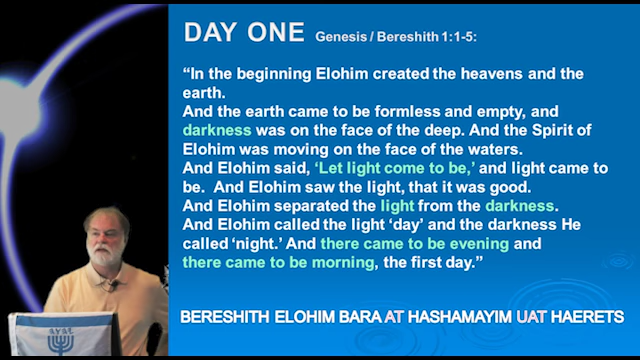 DAY ONE Genesis / Bereshith 1:1-5:
“In the beginning Elohim created the heavens and the
earth.
And the earth came to be formless and empty, and
darkness was on the face of the deep. And the Spirit of
Elohim was moving on the face of the waters.
And Elohim said, ‘Let light come to be,’ and light came to
be.  And Elohim saw the light, that it was good.
And Elohim separated the light from the darkness.
And Elohim called the light ‘day’ and the darkness He
called ‘night.’ And there came to be evening and
there came to be morning, the first day.”
BERESHITH ELOHIM BARA AT HASHAMAYIM UAT HAERETS